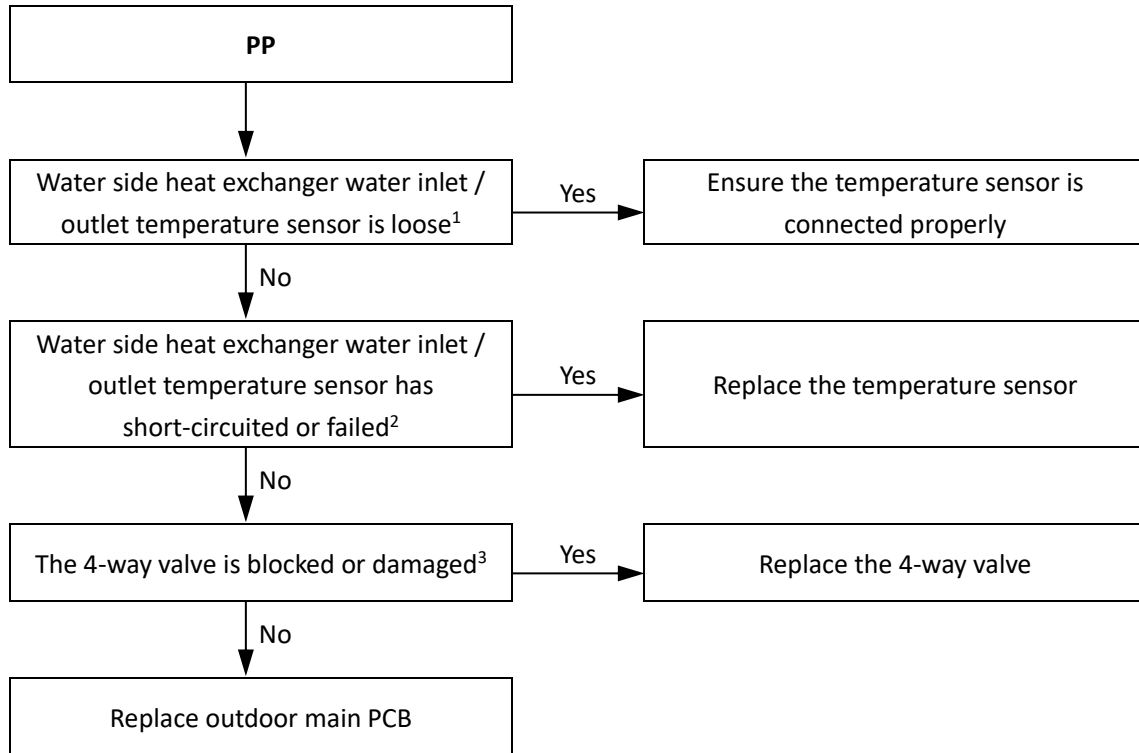 PP
Water side heat exchanger water inlet /
outlet temperature sensor is loose¹
Yes
Ensure the temperature sensor is
connected properly
No
Water side heat exchanger water inlet /
outlet temperature sensor has
short-circuited or failed²
Yes
Replace the temperature sensor
No
The 4-way valve is blocked or damaged³
Yes
Replace the 4-way valve
No
Replace outdoor main PCB